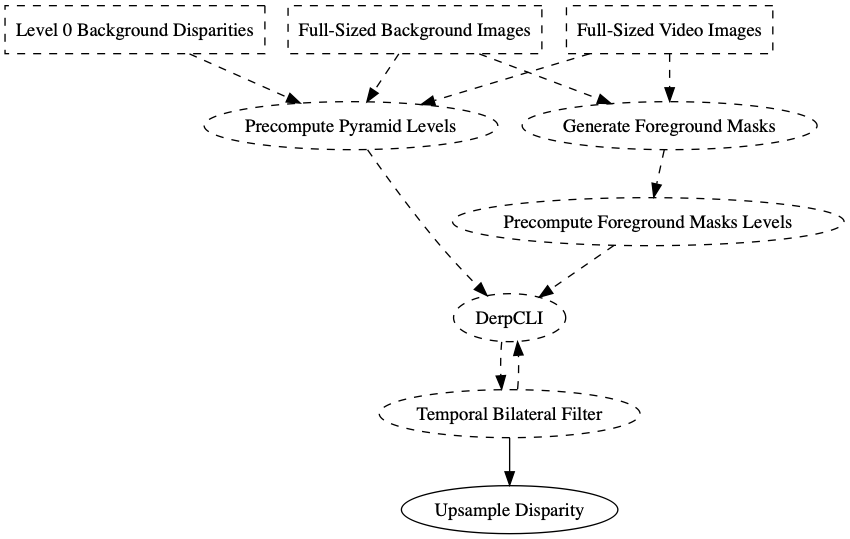 Level 0 Background Disparities
Full-Sized Background Images
Full-Sized Video Images
Precompute Pyramid Levels
Generate Foreground Masks
Precompute Foreground Masks Levels
DerpCLI
Temporal Bilateral Filter
Upsample Disparity